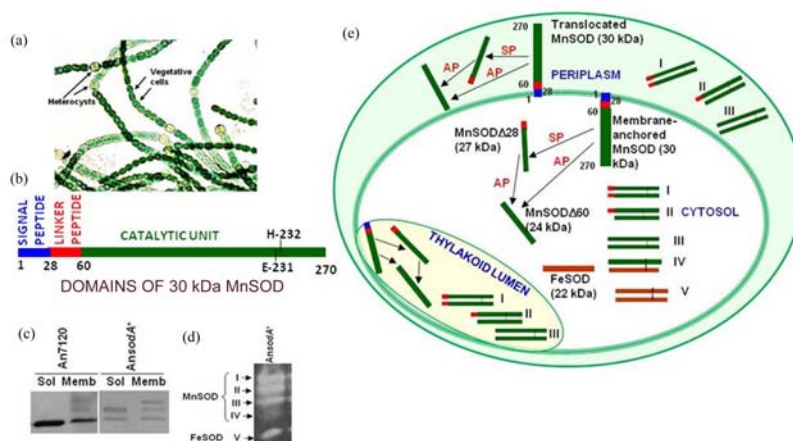 (a)
Heterocysts
Vegetative
cells
(b)
SIGNAL
PEPTIDE
LINKER
PEPTIDE
CATALYTIC UNIT
H-232
E-231
1 28 60 270
DOMAINS OF 30 kDa MnSOD
(c)
An7120
AnsodA⁺
Sol Memb Sol Memb
(d)
AnsodA⁺
MnSOD
I
II
III
IV
FeSOD V
(e)
270
Translocated
MnSOD (30 kDa)
SP
AP
AP
60
28
1
PERIPLASM
I
II
III
1
28
60
270
Membrane-
anchored
MnSOD (30
kDa)
MnSODΔ28
(27 kDa)
SP
AP
AP
MnSODΔ60
(24 kDa)
I
II
CYTOSOL
III
IV
V
FeSOD
(22 kDa)
THYLAKOID LUMEN
I
II
III